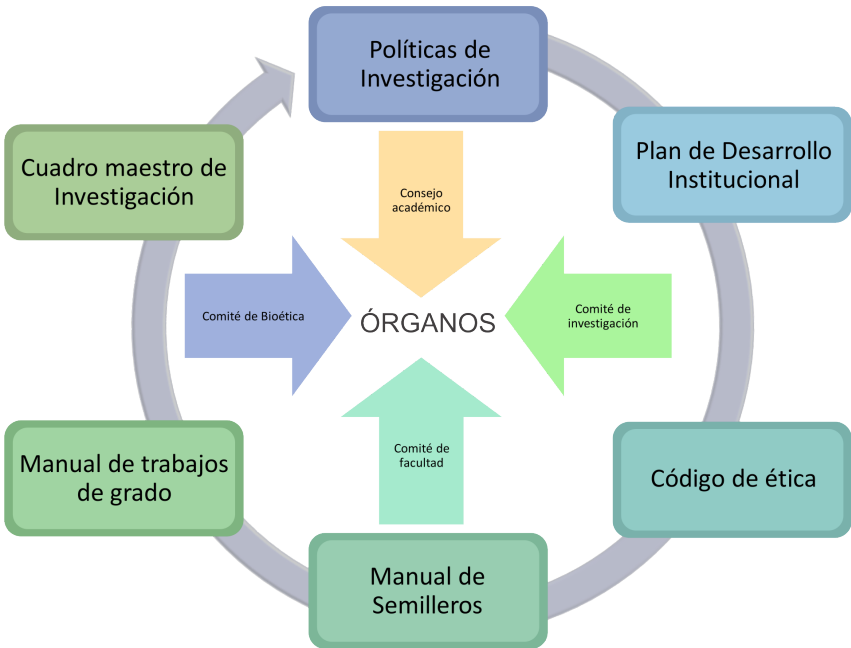 Políticas de
Investigación
Plan de Desarrollo
Institucional
Cuadro maestro de
Investigación
Consejo
académico
Comité de Bioética
ÓRGANOS
Comité de
investigación
Comité de
facultad
Manual de trabajos
de grado
Código de ética
Manual de
Semilleros